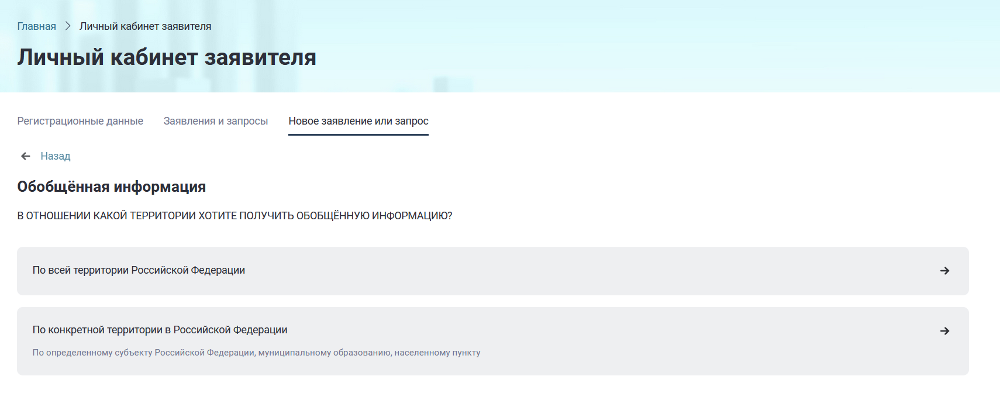 Главная > Личный кабинет заявителя
Личный кабинет заявителя
Регистрационные данные Заявления и запросы Новое заявление или запрос
← Назад
Обобщённая информация
В ОТНОШЕНИИ КАКОЙ ТЕРРИТОРИИ ХОТИТЕ ПОЛУЧИТЬ ОБОБЩЁННУЮ ИНФОРМАЦИЮ?
По всей территории Российской Федерации →
По конкретной территории в Российской Федерации →
По определенному субъекту Российской Федерации, муниципальному образованию, населенному пункту